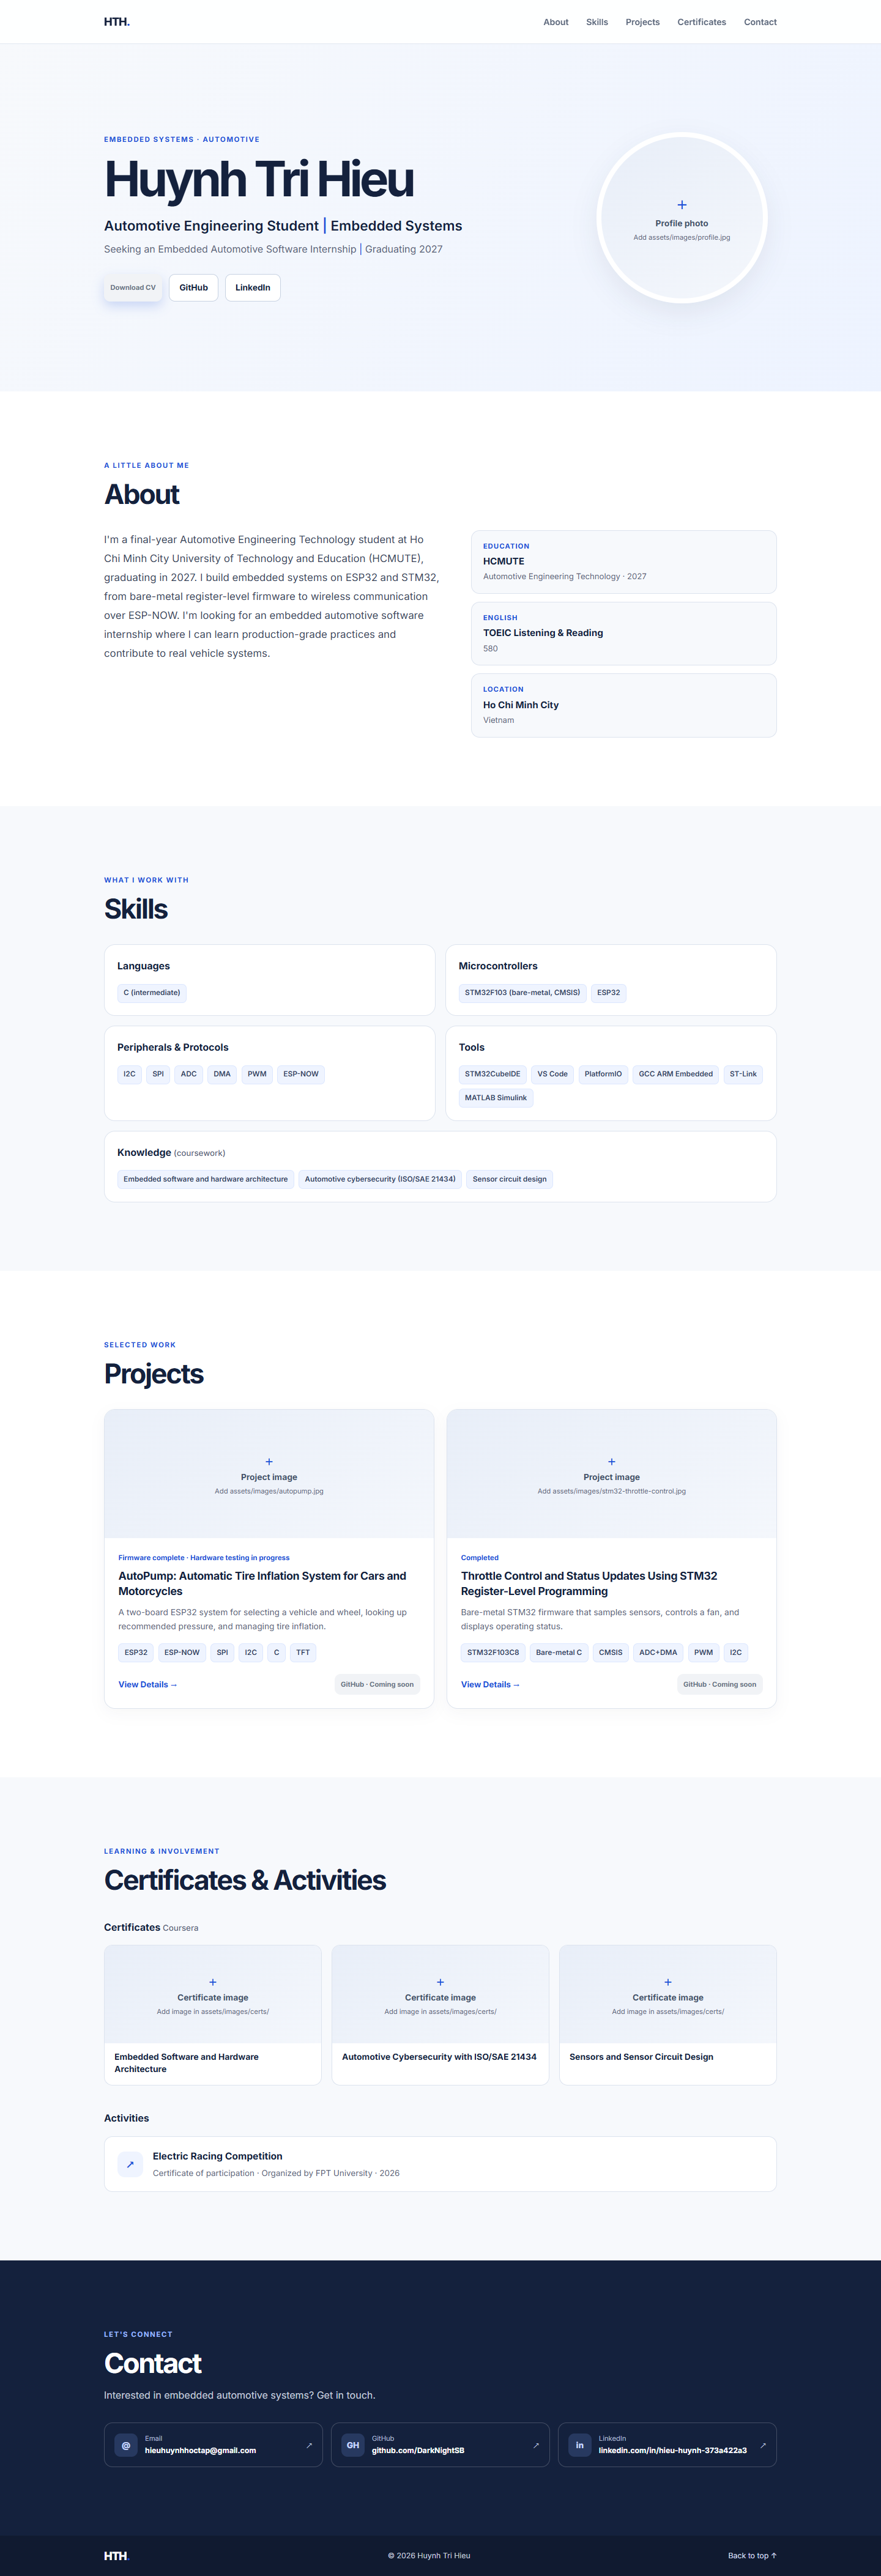 HTH.
About Skills Projects Certificates Contact
EMBEDDED SYSTEMS · AUTOMOTIVE
Huynh Tri Hieu
Automotive Engineering Student | Embedded Systems
Seeking an Embedded Automotive Software Internship | Graduating 2027
Download CV GitHub LinkedIn
+
Profile photo
Add assets/images/profile.jpg
A LITTLE ABOUT ME
About
I'm a final-year Automotive Engineering Technology student at Ho
Chi Minh City University of Technology and Education (HCMUTE),
graduating in 2027. I build embedded systems on ESP32 and STM32,
from bare-metal register-level firmware to wireless communication
over ESP-NOW. I'm looking for an embedded automotive software
internship where I can learn production-grade practices and
contribute to real vehicle systems.
EDUCATION
HCMUTE
Automotive Engineering Technology · 2027
ENGLISH
TOEIC Listening & Reading
580
LOCATION
Ho Chi Minh City
Vietnam
WHAT I WORK WITH
Skills
Languages
C (intermediate)
Microcontrollers
STM32F103 (bare-metal, CMSIS) ESP32
Peripherals & Protocols
I2C SPI ADC DMA PWM ESP-NOW
Tools
STM32CubeIDE VS Code PlatformIO GCC ARM Embedded ST-Link
MATLAB Simulink
Knowledge (coursework)
Embedded software and hardware architecture Automotive cybersecurity (ISO/SAE 21434) Sensor circuit design
SELECTED WORK
Projects
+
Project image
Add assets/images/autopump.jpg
Firmware complete · Hardware testing in progress
AutoPump: Automatic Tire Inflation System for Cars and
Motorcycles
A two-board ESP32 system for selecting a vehicle and wheel, looking up
recommended pressure, and managing tire inflation.
ESP32 ESP-NOW SPI I2C C TFT
View Details → GitHub · Coming soon
+
Project image
Add assets/images/stm32-throttle-control.jpg
Completed
Throttle Control and Status Updates Using STM32
Register-Level Programming
Bare-metal STM32 firmware that samples sensors, controls a fan, and
displays operating status.
STM32F103C8 Bare-metal C CMSIS ADC+DMA PWM I2C
View Details → GitHub · Coming soon
LEARNING & INVOLVEMENT
Certificates & Activities
Certificates Coursera
+
Certificate image
Add image in assets/images/certs/
Embedded Software and Hardware
Architecture
+
Certificate image
Add image in assets/images/certs/
Automotive Cybersecurity with ISO/SAE 21434
+
Certificate image
Add image in assets/images/certs/
Sensors and Sensor Circuit Design
Activities
↗
Electric Racing Competition
Certificate of participation · Organized by FPT University · 2026
LET'S CONNECT
Contact
Interested in embedded automotive systems? Get in touch.
@
Email
hieuhuynhhoctap@gmail.com
↗
GH
GitHub
github.com/DarkNightSB
↗
in
LinkedIn
linkedin.com/in/hieu-huynh-373a422a3
↗
HTH.
© 2026 Huynh Tri Hieu
Back to top ↑